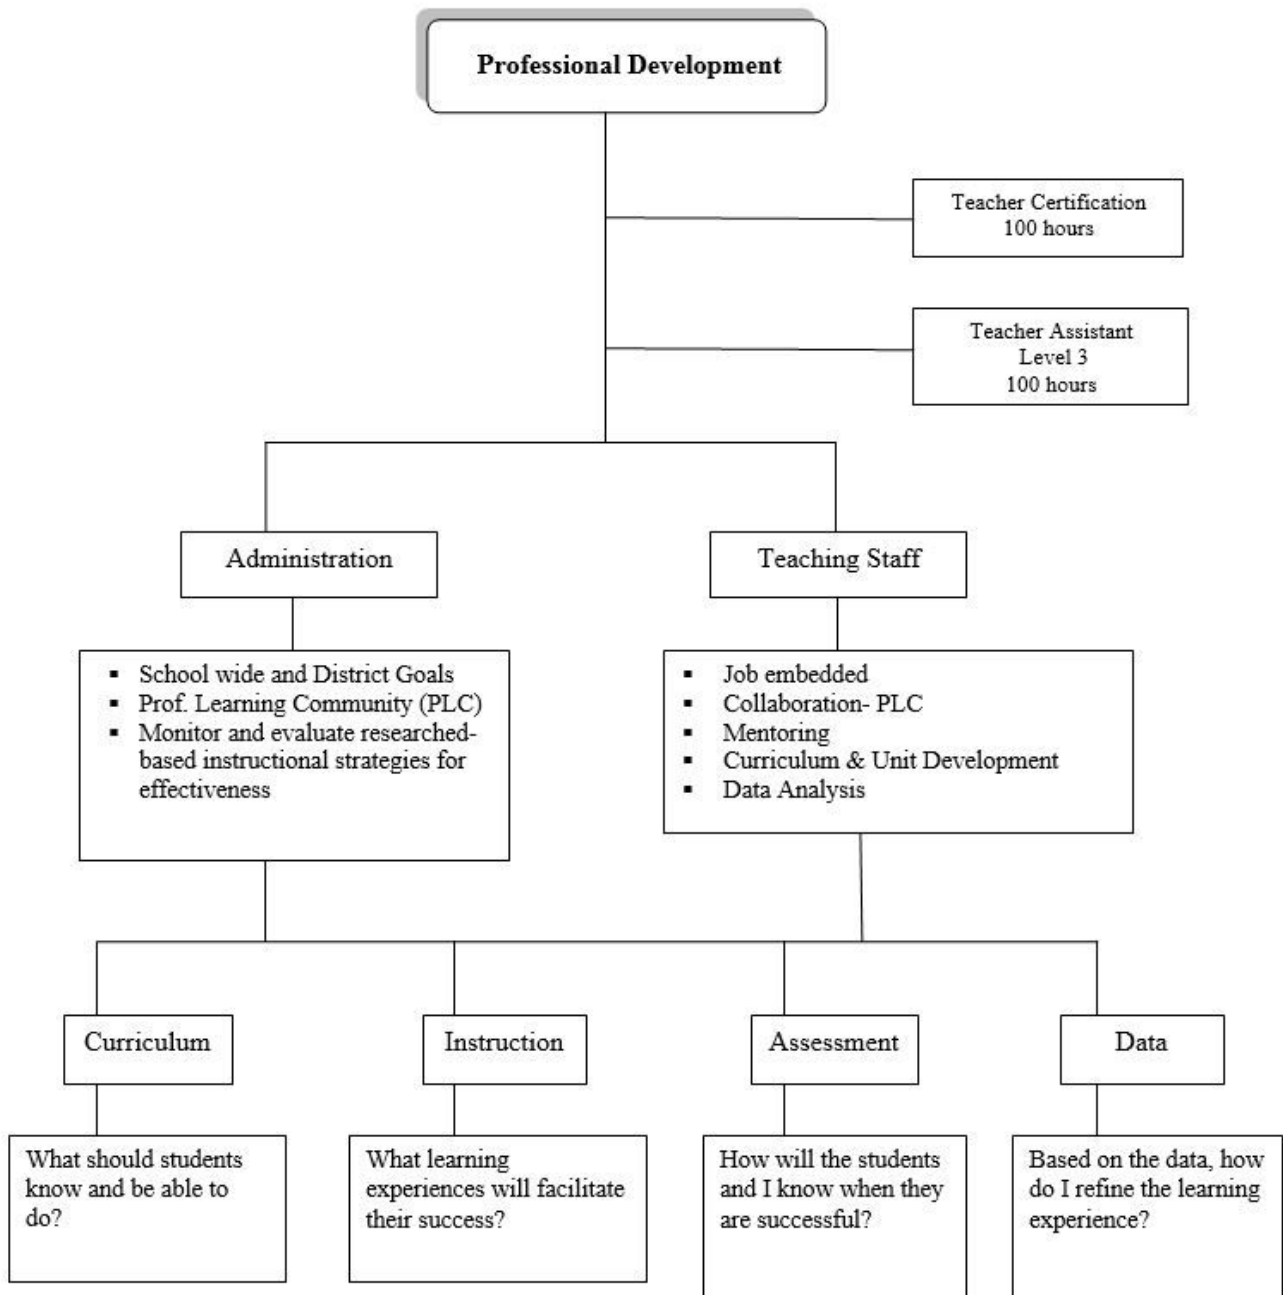 Professional Development
Teacher Certification
100 hours
Teacher Assistant
Level 3
100 hours
Administration
Teaching Staff
▪ School wide and District Goals
▪ Prof. Learning Community (PLC)
▪ Monitor and evaluate researched-
based instructional strategies for
effectiveness
▪ Job embedded
▪ Collaboration- PLC
▪ Mentoring
▪ Curriculum & Unit Development
▪ Data Analysis
Curriculum
Instruction
Assessment
Data
What should students
know and be able to
do?
What learning
experiences will facilitate
their success?
How will the students
and I know when they
are successful?
Based on the data, how
do I refine the learning
experience?